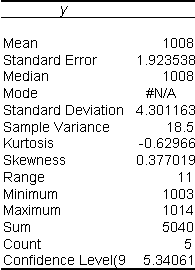 y
Mean 1008
Standard Error 1.923538
Median 1008
Mode #N/A
Standard Deviation 4.301163
Sample Variance 18.5
Kurtosis -0.62966
Skewness 0.377019
Range 11
Minimum 1003
Maximum 1014
Sum 5040
Count 5
Confidence Level(9 5.34061